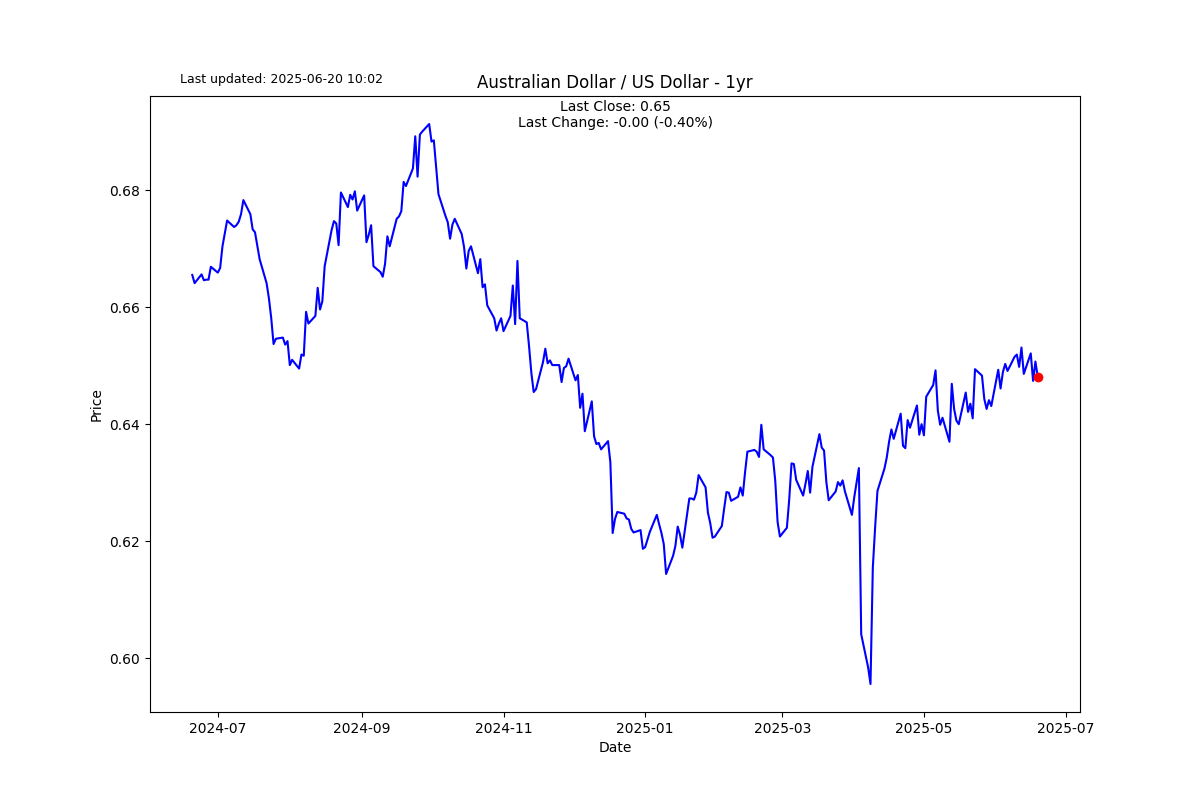 Last updated: 2025-06-20 10:02
Australian Dollar / US Dollar - 1yr
Last Close: 0.65
Last Change: -0.00 (-0.40%)
0.68
0.66
0.64
0.62
0.60
Price
2024-07
2024-09
2024-11
2025-01
2025-03
2025-05
2025-07
Date